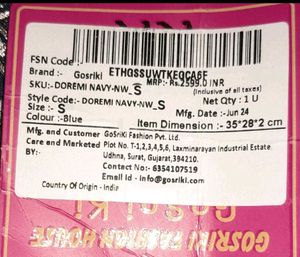 FSN Code :-
ETHQSSUWTKEQCA6F
Brand :- GoSriki MRP:- Rs.2599.0 INR
(Inclusive of all taxes)
SKU:-DOREMI NAVY-NW_S Net Qty : 1 U
Style Code:-DOREMI NAVY-NW_S Mfg. :- Jun 24
Size :- S
Colour :-Blue Item Dimension :- 35*28*2 cm
Mfg. and Customer GoSriKi Fashion Pvt. Ltd.
Care and Marketed Plot No. T-1,2,3,4,5,6, Laxminarayan Industrial Estate
By:- Udhna, Surat, Gujarat,394210.
Contact No:- 6354107519
Email Id - Info@gosriki.com
Country Of Origin - India
GoSriKi
GOSRIKI FASHION HOUSE